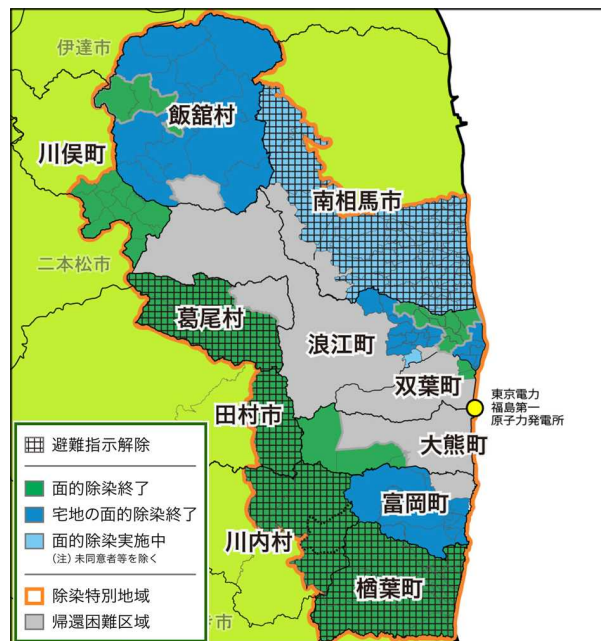 伊達市
飯舘村
川俣町
南相馬市
二本松市
葛尾村
浪江町
双葉町
東京電力
福島第一
原子力発電所
田村市
大熊町
避難指示解除
面的除染終了
宅地の面的除染終了
面的除染実施中
(注) 未同意者等を除く
除染特別地域
帰還困難区域
富岡町
川内村
楢葉町
き市